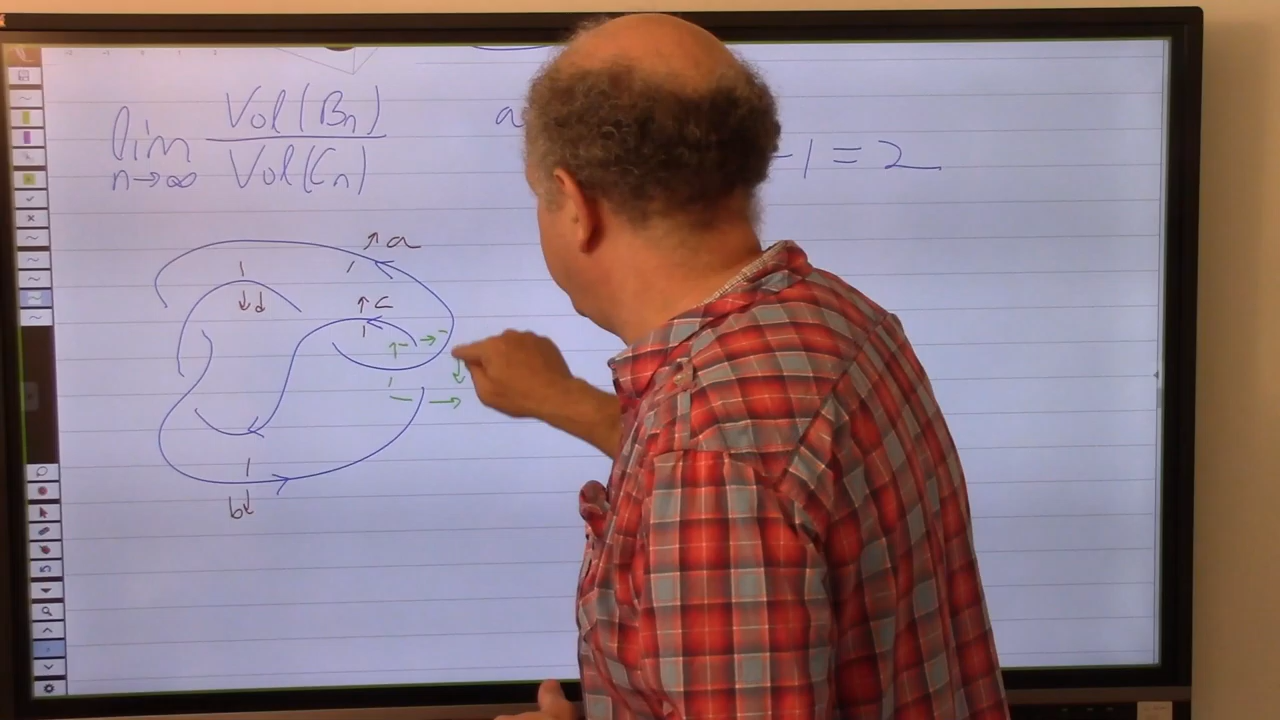 lim n→∞ Vol(Bn) / Vol(Cn)
a
-1 = 2
↑ a
↓ d
↑ c
b↓